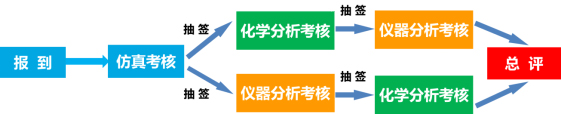 抽 签
抽 签
化学分析考核
仪器分析考核
报 到
仿真考核
总 评
抽 签
抽 签
仪器分析考核
化学分析考核